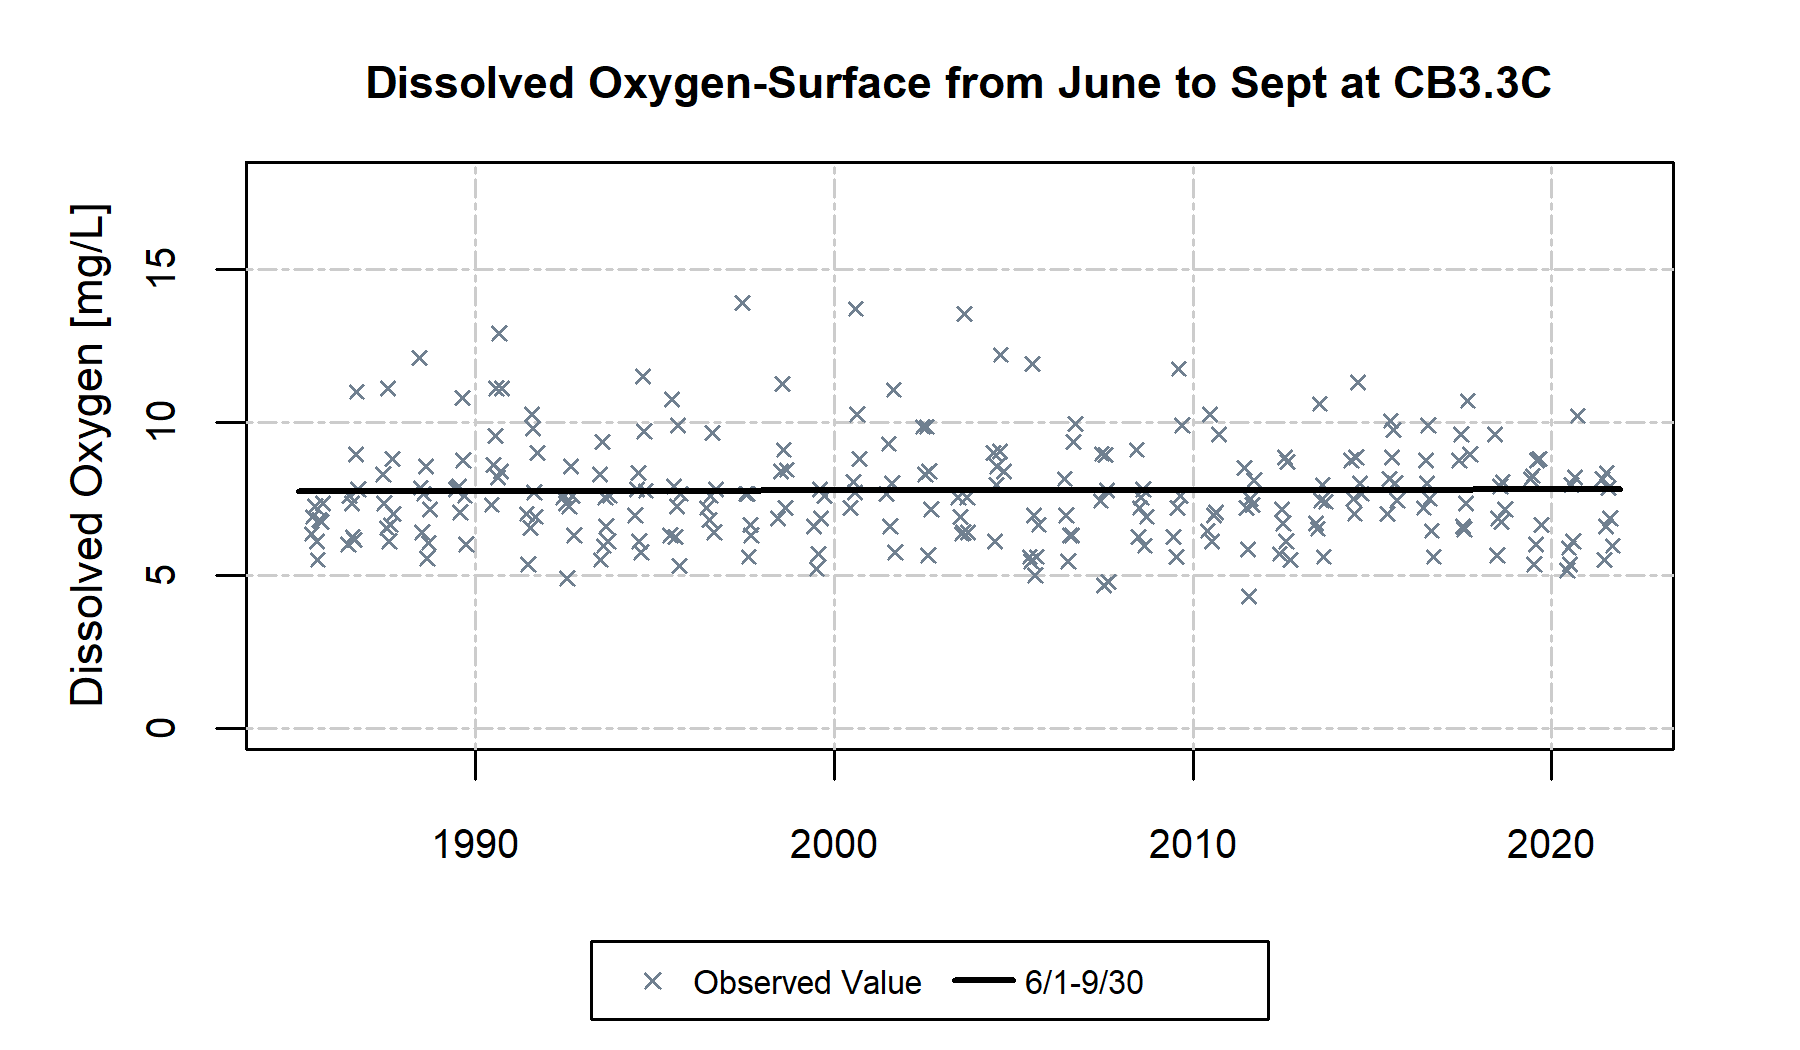 Dissolved Oxygen-Surface from June to Sept at CB3.3C
Dissolved Oxygen [mg/L]
15
10
5
0
1990 2000 2010 2020
Observed Value 6/1-9/30